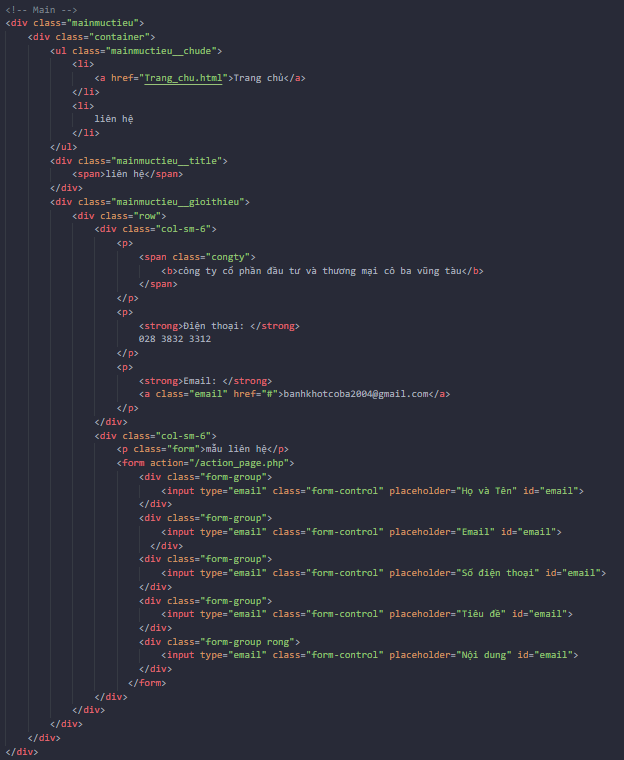 <!-- Main -->
<div class="mainmuctieu">
    <div class="container">
        <ul class="mainmuctieu__chude">
            <li>
                <a href="Trang_chu.html">Trang chủ</a>
            </li>
            <li>
                liên hệ
            </li>
        </ul>
        <div class="mainmuctieu__title">
            <span>liên hệ</span>
        </div>
        <div class="mainmuctieu__gioithieu">
            <div class="row">
                <div class="col-sm-6">
                    <p>
                        <span class="congty">
                            <b>công ty cổ phần đầu tư và thương mại cô ba vũng tàu</b>
                        </span>
                    </p>
                    <p>
                        <strong>Điện thoại: </strong>
                        028 3832 3312
                    </p>
                    <p>
                        <strong>Email: </strong>
                        <a class="email" href="#">banhkhotcoba2004@gmail.com</a>
                    </p>
                </div>
                <div class="col-sm-6">
                    <p class="form">mẫu liên hệ</p>
                    <form action="/action_page.php">
                        <div class="form-group">
                            <input type="email" class="form-control" placeholder="Họ và Tên" id="email">
                        </div>
                        <div class="form-group">
                            <input type="email" class="form-control" placeholder="Email" id="email">
                          </div>
                        <div class="form-group">
                            <input type="email" class="form-control" placeholder="Số điện thoại" id="email">
                        </div>
                        <div class="form-group">
                            <input type="email" class="form-control" placeholder="Tiêu đề" id="email">
                        </div>
                        <div class="form-group rong">
                            <input type="email" class="form-control" placeholder="Nội dung" id="email">
                        </div>
                      </form>
                </div>
            </div>
        </div>
    </div>
</div>